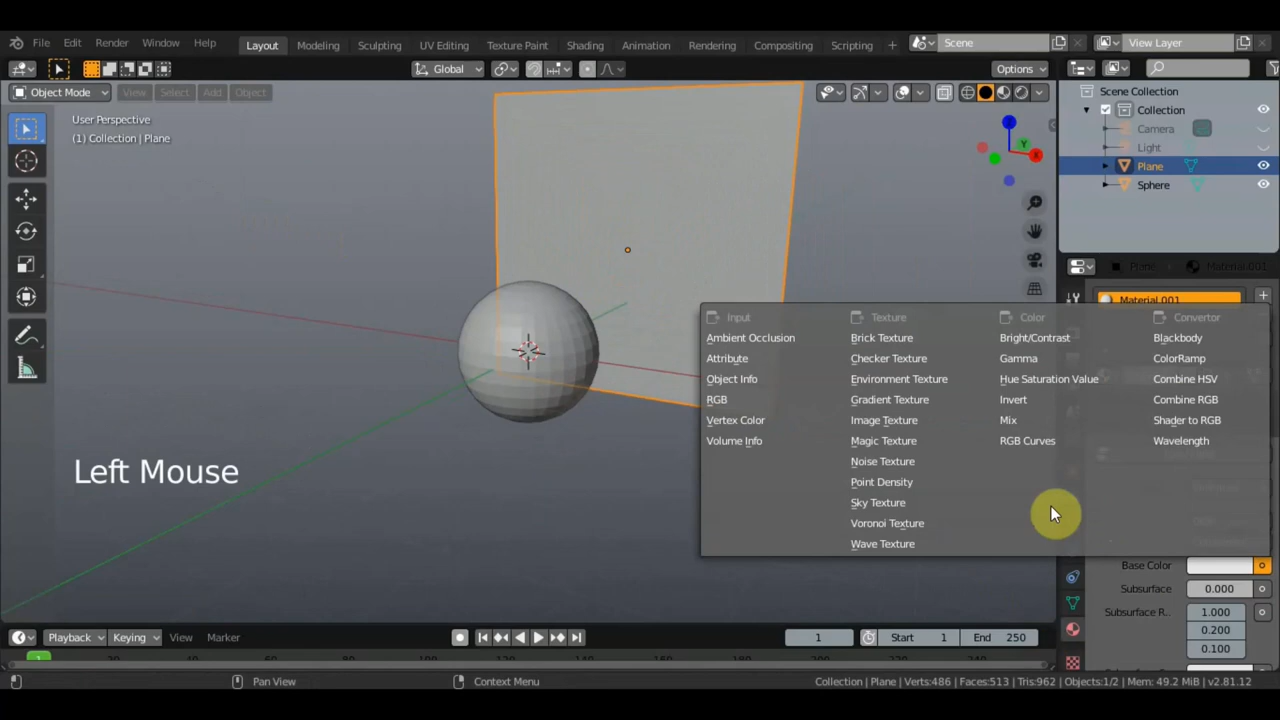 File Edit Render Window Help Layout Modeling Sculpting UV Editing Texture Paint Shading Animation Rendering Compositing Scripting + Scene View Layer
Global Options
Object Mode View Select Add Object
User Perspective
(1) Collection | Plane
Z
Y
X
Scene Collection
Collection
Camera
Light
Plane
Sphere
Plane Material.001
Material.001
Input Texture Color Convertor
Ambient Occlusion Brick Texture Bright/Contrast Blackbody
Attribute Checker Texture Gamma ColorRamp
Object Info Environment Texture Hue Saturation Value Combine HSV
RGB Gradient Texture Invert Combine RGB
Vertex Color Image Texture Mix Shader to RGB
Volume Info Magic Texture RGB Curves Wavelength
Noise Texture
Point Density
Sky Texture
Voronoi Texture
Wave Texture
Left Mouse
Base Color
Subsurface 0.000
Subsurface R.. 1.000
0.200
0.100
Playback Keying View Marker 1 Start 1 End 250
1
Pan View Context Menu Collection | Plane | Verts:486 | Faces:513 | Tris:962 | Objects:1/2 | Mem: 49.2 MiB | v2.81.12